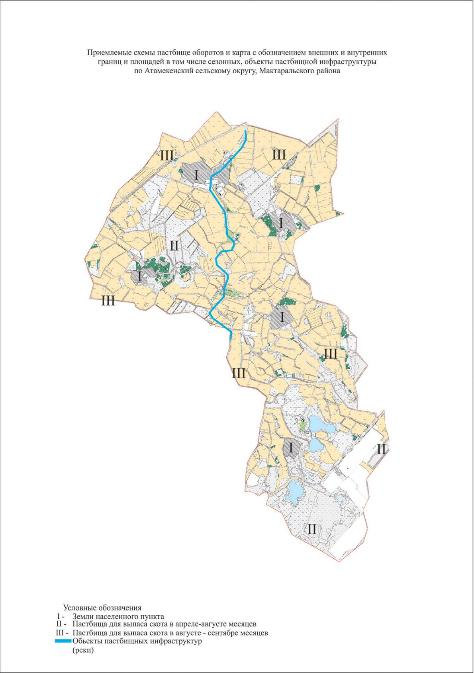 Приемлемые схемы пастбище оборотов и карта с обозначением внешних и внутренних
границ и площадей в том числе сезонных, объекты пастбищной инфраструктуры
по Атамекенский сельскому округу, Мактаральского района
III
III
I
I
II
I
III
I
III
III
I
II
II
Условные обозначения
I - Земли населенного пункта
II - Пастбища для выпаса скота в апреле-августе месяцев
III - Пастбища для выпаса скота в августе - сентябре месяцев
Обьекты пастбищных инфраструктур
(реки)